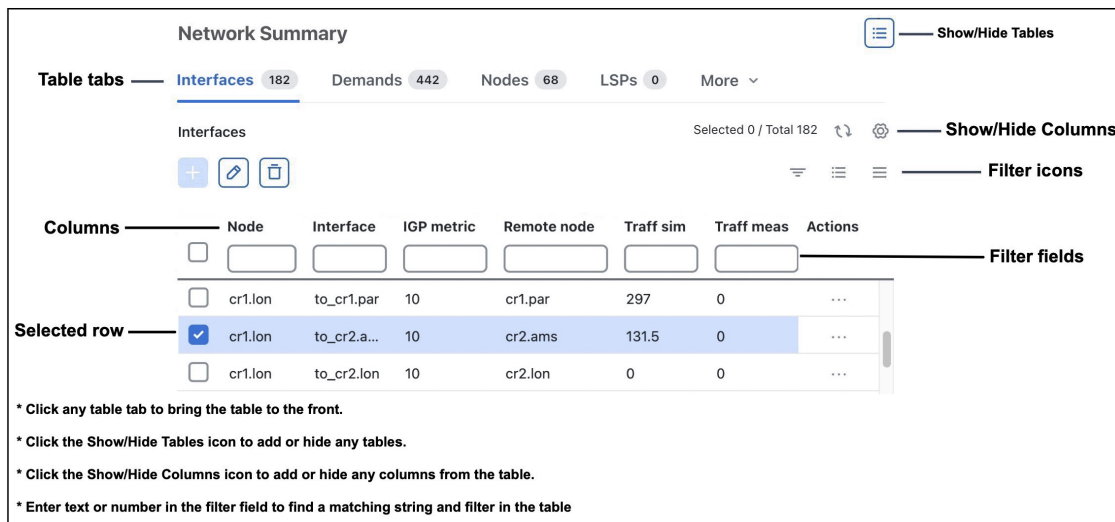 Network Summary
Show/Hide Tables
Table tabs
Interfaces 182 Demands 442 Nodes 68 LSPs 0 More
Interfaces
Selected 0 / Total 182
Show/Hide Columns
Filter icons
Columns
Node Interface IGP metric Remote node Traff sim Traff meas Actions
Filter fields
cr1.lon to_cr1.par 10 cr1.par 297 0 ...
Selected row
cr1.lon to_cr2.a... 10 cr2.ams 131.5 0 ...
cr1.lon to_cr2.lon 10 cr2.lon 0 0 ...
* Click any table tab to bring the table to the front.
* Click the Show/Hide Tables icon to add or hide any tables.
* Click the Show/Hide Columns icon to add or hide any columns from the table.
* Enter text or number in the filter field to find a matching string and filter in the table